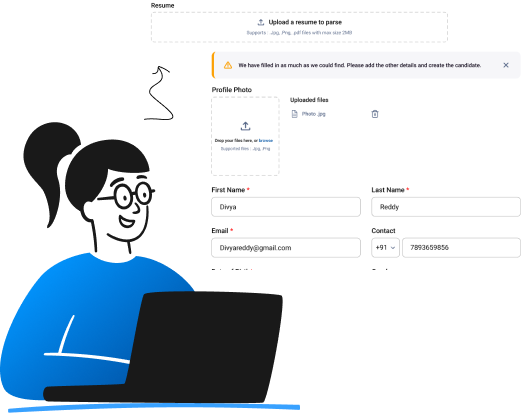 Resume
Upload a resume to parse
Supports : Jpg, Png, pdf files with max size 2MB
We have filled in as much as we could find. Please add the other details and create the candidate.
Profile Photo
Uploaded files
Photo .jpg
Drop your files here, or browse
Supported files : Jpg, Png
First Name *
Last Name *
Divya
Reddy
Email *
Contact
Divyareddy@gmail.com
+91
7893659856